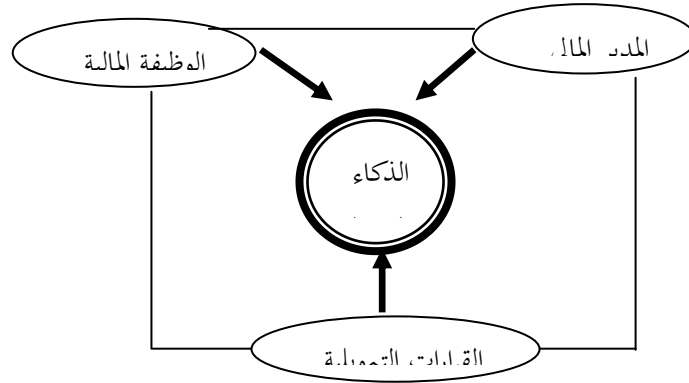 المدير المالي
الوظيفة المالية
الذكاء
القرارات التمويلية